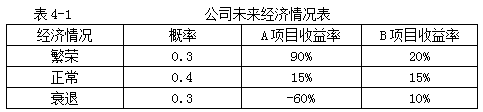 表4-1 公司未来经济情况表
经济情况 概率 A项目收益率 B项目收益率
繁荣 0.3 90% 20%
正常 0.4 15% 15%
衰退 0.3 -60% 10%